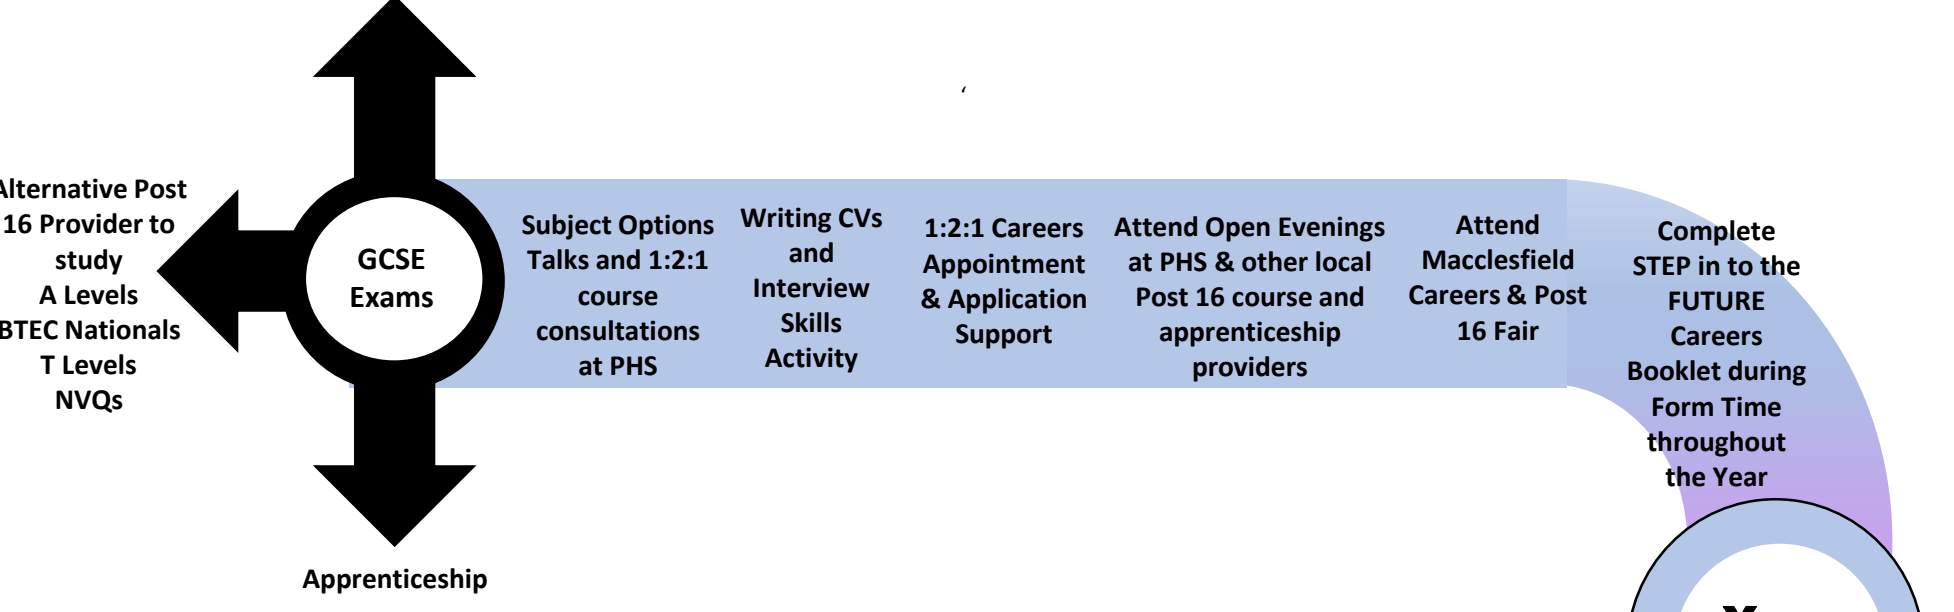 ‘
Alternative Post
16 Provider to
study
A Levels
BTEC Nationals
T Levels
NVQs
GCSE
Exams
Subject Options
Talks and 1:2:1
course
consultations
at PHS
Writing CVs
and
Interview
Skills
Activity
1:2:1 Careers
Appointment
& Application
Support
Attend Open Evenings
at PHS & other local
Post 16 course and
apprenticeship
providers
Attend
Macclesfield
Careers & Post
16 Fair
Complete
STEP in to the
FUTURE
Careers
Booklet during
Form Time
throughout
the Year
Apprenticeship